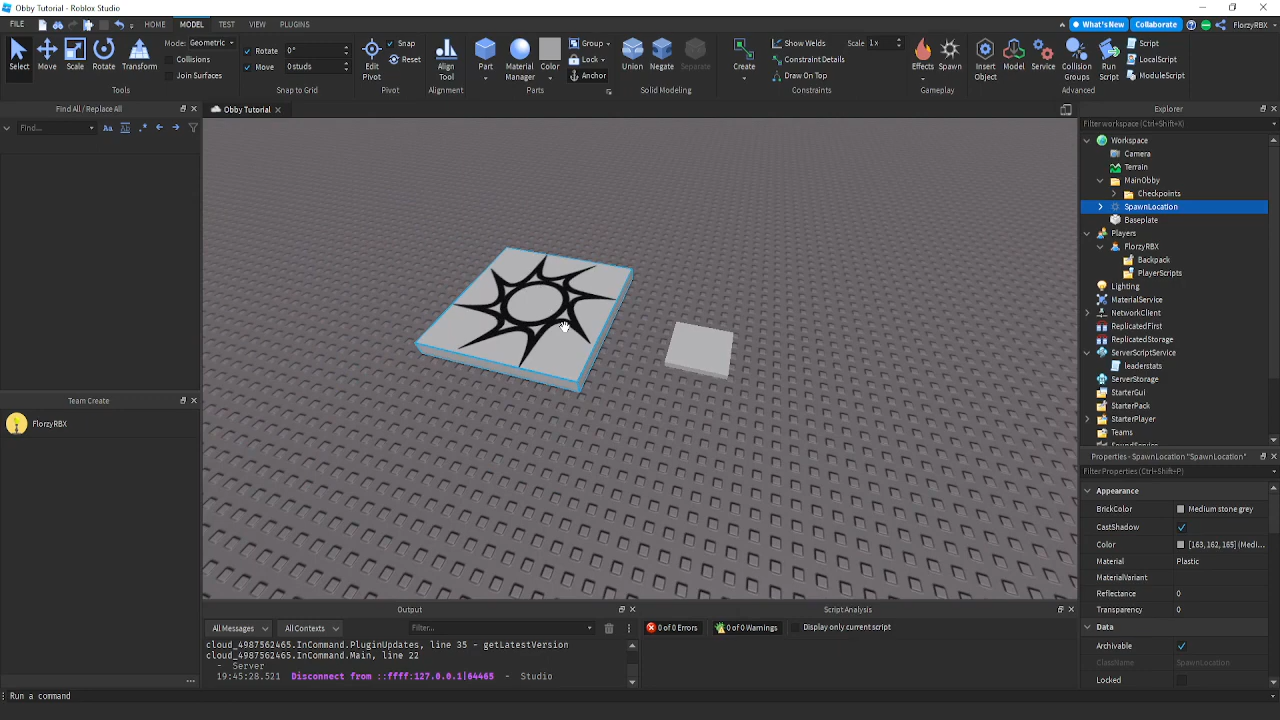 Obby Tutorial - Roblox Studio
FILE HOME MODEL TEST VIEW PLUGINS What's New Collaborate FlorzyRBX
Select Move Scale Rotate Transform
Mode: Geometric
Collisions
Join Surfaces
Tools
Rotate 0°
Move 0 studs
Snap to Grid
Edit Pivot
Snap
Reset
Pivot
Align Tool
Alignment
Part Material Manager Color
Group
Lock
Anchor
Parts
Union Negate Separate
Solid Modeling
Create
Show Welds
Scale 1x
Constraint Details
Draw On Top
Constraints
Effects Spawn
Gameplay
Insert Object Model Service Collision Groups Run Script
Script
LocalScript
ModuleScript
Advanced
Find All / Replace All
Find... Aa Ab .*
Team Create
FlorzyRBX
Obby Tutorial
Explorer
Filter workspace (Ctrl+Shift+X)
Workspace
Camera
Terrain
MainObby
Checkpoints
SpawnLocation
Baseplate
Players
FlorzyRBX
Backpack
PlayerScripts
Lighting
MaterialService
NetworkClient
ReplicatedFirst
ReplicatedStorage
ServerScriptService
leaderstats
ServerStorage
StarterGui
StarterPack
StarterPlayer
Teams
SoundService
Properties - SpawnLocation "SpawnLocation"
Filter Properties (Ctrl+Shift+P)
Appearance
BrickColor Medium stone grey
CastShadow
Color [163,162,165] (Medi...
Material Plastic
MaterialVariant
Reflectance 0
Transparency 0
Data
Archivable
ClassName SpawnLocation
Locked
Output
All Messages All Contexts Filter...
cloud_4987562465.InCommand.PluginUpdates, line 35 - getLatestVersion
cloud_4987562465.InCommand.Main, line 22
- Server
19:45:28.521 Disconnect from ::ffff:127.0.0.1|64465 - Studio
Script Analysis
0 of 0 Errors 0 of 0 Warnings Display only current script
Run a command